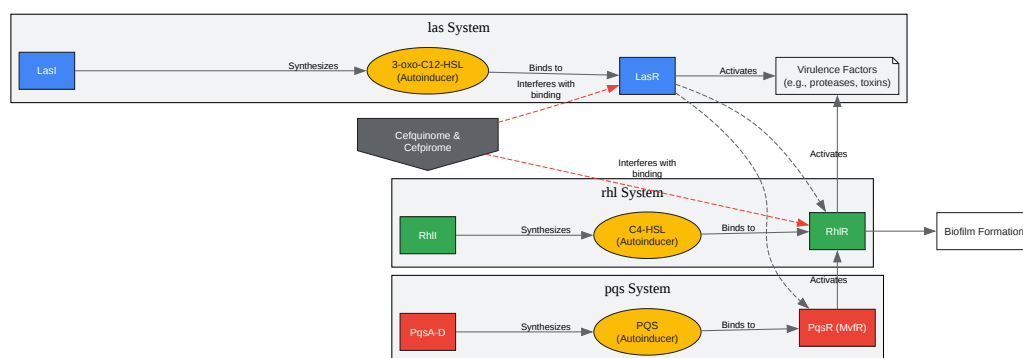 las System
LasI
Synthesizes
3-oxo-C12-HSL
(Autoinducer)
Binds to
LasR
Activates
Virulence Factors
(e.g., proteases, toxins)
Interferes with
binding
Cefquinome &
Cefpirome
Activates
Interferes with
binding
rhl System
RhlI
Synthesizes
C4-HSL
(Autoinducer)
Binds to
RhlR
Biofilm Formation
Activates
pqs System
PqsA-D
Synthesizes
PQS
(Autoinducer)
Binds to
PqsR (MvfR)